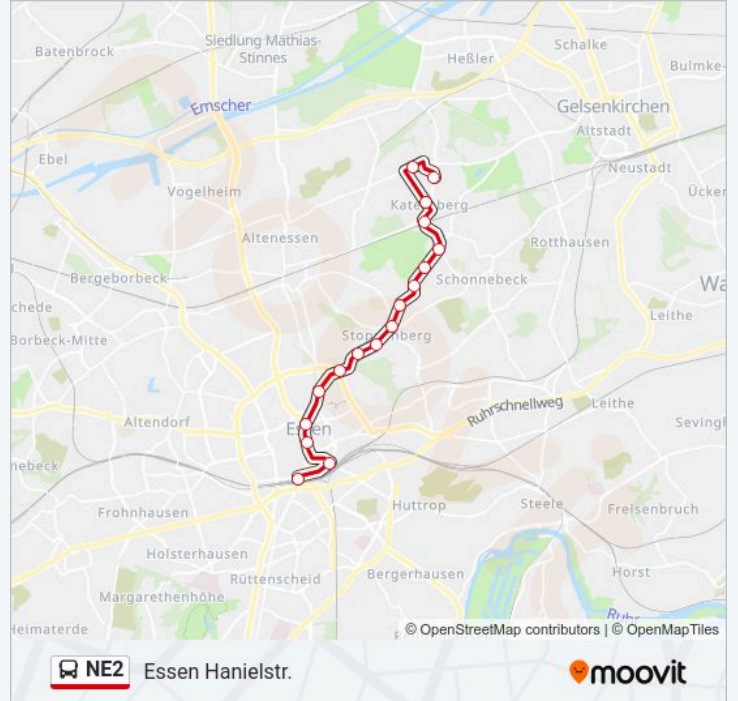 Siedlung Mathias-
Stinnes
Batenbrock
Heßler
Schalke
Bulmke-
Emscher
Gelsenkirchen
Altstadt
Ebel
Neustadt
Vogelheim
Ücker
Katernberg
Altenessen
Rotthausen
Bergeborbeck
Schonnebeck
Wa
chede
Leithe
Borbeck-Mitte
Stoppenberg
Ruhrschnellweg
Leithe
Altendorf
Essen
Seving
nebeck
Huttrop
Steele
Freisenbruch
Frohnhausen
Holsterhausen
Rüttenscheid
Bergerhausen
Horst
Margarethenhöhe
Ruhr
Heimaterde
© OpenStreetMap contributors | © OpenMapTiles
NE2 Essen Hanielstr.
moovit